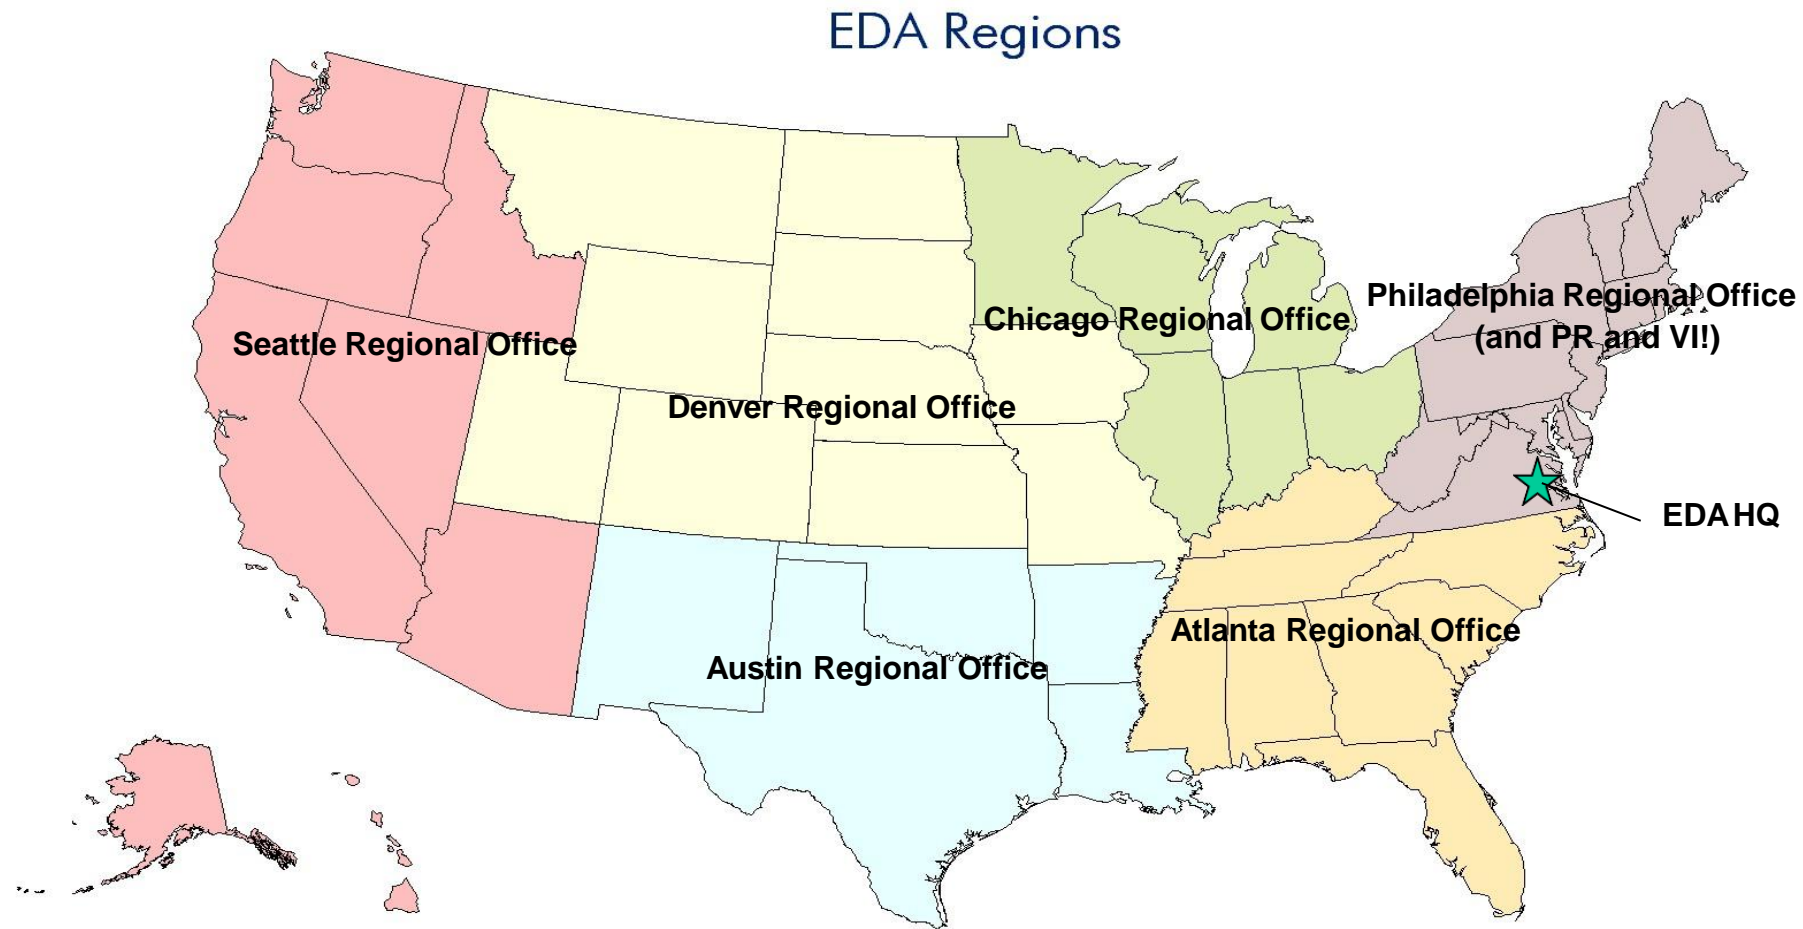 EDA Regions
Philadelphia Regional Office
(and PR and VI!)
Chicago Regional Office
Seattle Regional Office
Denver Regional Office
EDA HQ
Atlanta Regional Office
Austin Regional Office